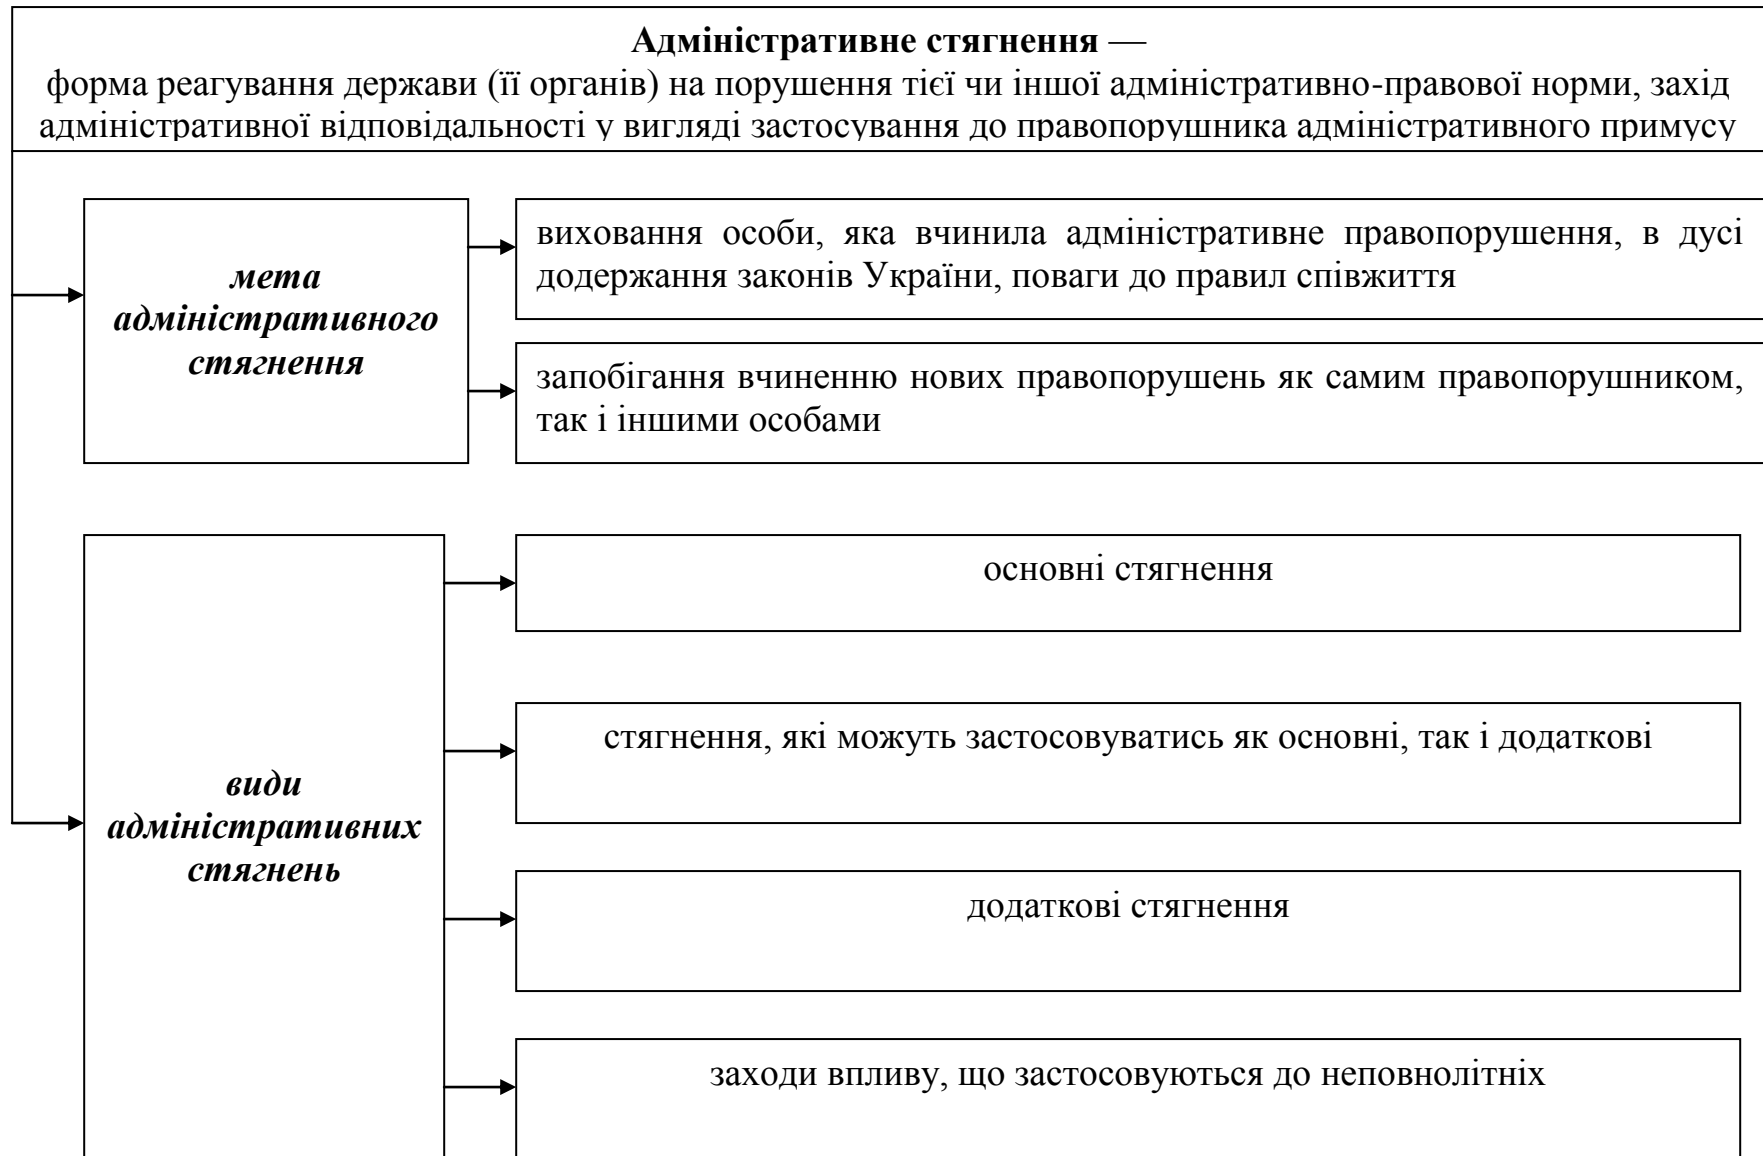 Адміністративне стягнення —
форма реагування держави (її органів) на порушення тієї чи іншої адміністративно-правової норми, захід
адміністративної відповідальності у вигляді застосування до правопорушника адміністративного примусу
мета
адміністративного
стягнення
виховання особи, яка вчинила адміністративне правопорушення, в дусі
додержання законів України, поваги до правил співжиття
запобігання вчиненню нових правопорушень як самим правопорушником,
так і іншими особами
види
адміністративних
стягнень
основні стягнення
стягнення, які можуть застосовуватись як основні, так і додаткові
додаткові стягнення
заходи впливу, що застосовуються до неповнолітніх